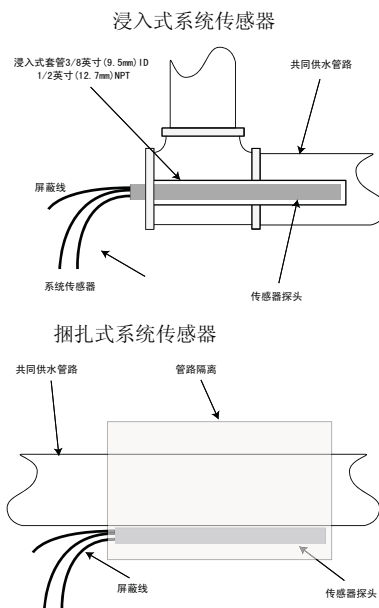 浸入式系统传感器
浸入式套管3/8英寸(9.5mm)ID
1/2英寸(12.7mm)NPT
共同供水管路
屏蔽线
系统传感器
传感器探头
捆扎式系统传感器
共同供水管路
管路隔离
屏蔽线
传感器探头